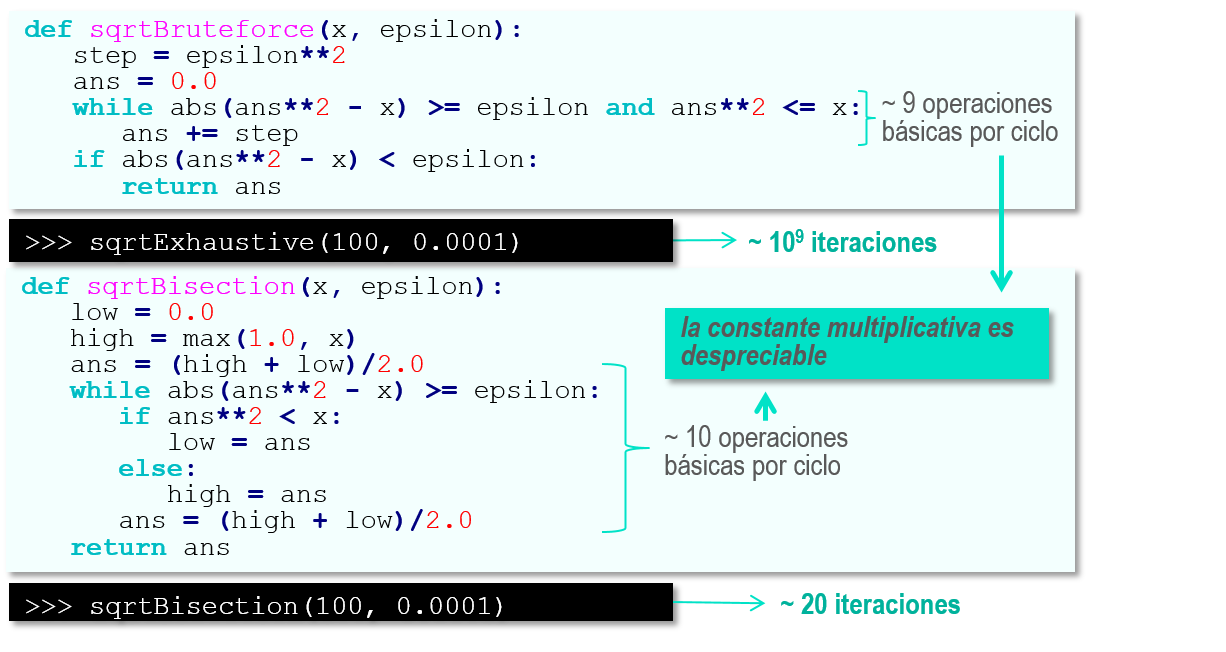 def sqrtBruteforce(x, epsilon):
   step = epsilon**2
   ans = 0.0
   while abs(ans**2 - x) >= epsilon and ans**2 <= x:
      ans += step
   if abs(ans**2 - x) < epsilon:
      return ans
~ 9 operaciones
básicas por ciclo
>>> sqrtExhaustive(100, 0.0001)
~ 10⁹ iteraciones
def sqrtBisection(x, epsilon):
   low = 0.0
   high = max(1.0, x)
   ans = (high + low)/2.0
   while abs(ans**2 - x) >= epsilon:
      if ans**2 < x:
         low = ans
      else:
         high = ans
      ans = (high + low)/2.0
   return ans
la constante multiplicativa es
despreciable
~ 10 operaciones
básicas por ciclo
>>> sqrtBisection(100, 0.0001)
~ 20 iteraciones